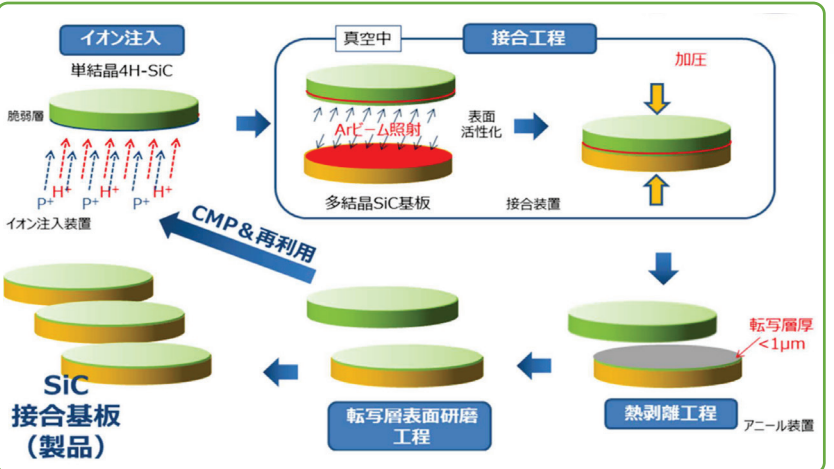 イオン注入
単結晶4H-SiC
脆弱層
H⁺ H⁺ H⁺
P⁺ P⁺ P⁺
イオン注入装置
真空中
接合工程
Arビーム照射
表面
活性化
多結晶SiC基板
加圧
接合装置
CMP＆再利用
転写層厚
<1μm
熱剥離工程
アニール装置
転写層表面研磨
工程
SiC
接合基板
（製品）